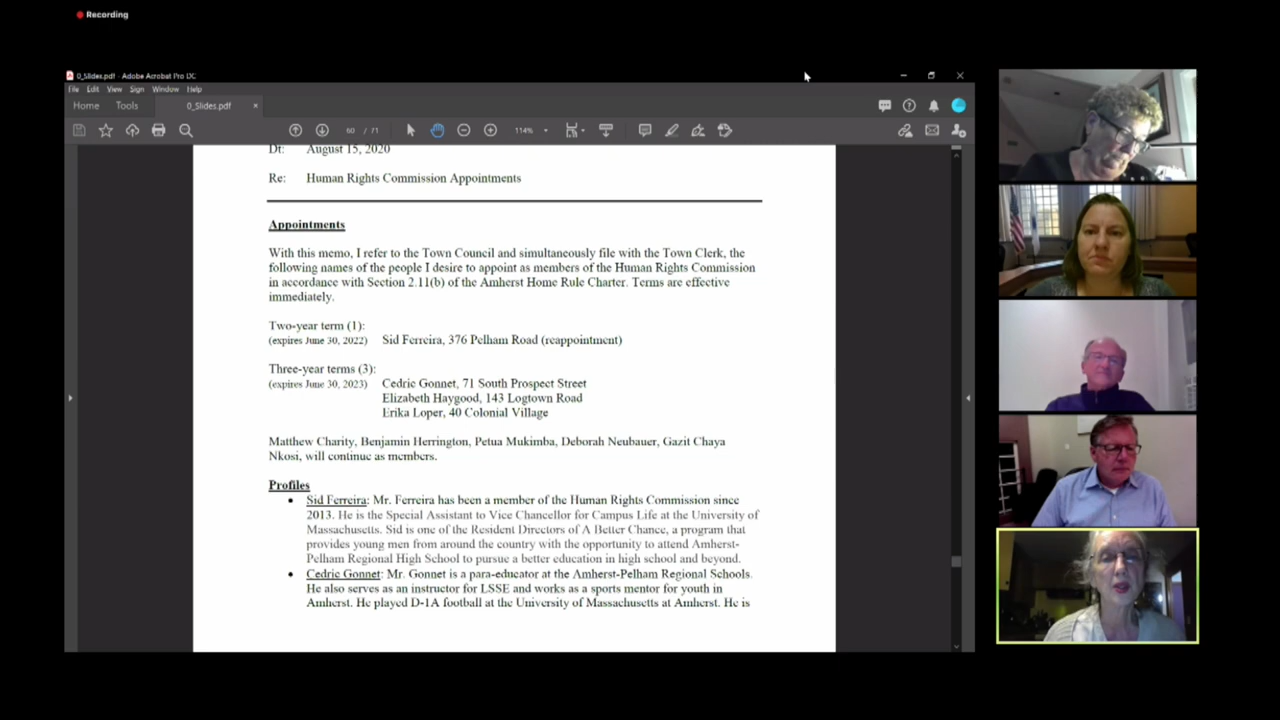 Recording
0_Slides.pdf - Adobe Acrobat Pro DC
File Edit View Sign Window Help
Home Tools 0_Slides.pdf ×
60 / 71 114%
Dt: August 15, 2020
Re: Human Rights Commission Appointments
Appointments
With this memo, I refer to the Town Council and simultaneously file with the Town Clerk, the
following names of the people I desire to appoint as members of the Human Rights Commission
in accordance with Section 2.11(b) of the Amherst Home Rule Charter. Terms are effective
immediately.
Two-year term (1):
(expires June 30, 2022) Sid Ferreira, 376 Pelham Road (reappointment)
Three-year terms (3):
(expires June 30, 2023) Cedric Gonnet, 71 South Prospect Street
Elizabeth Haygood, 143 Logtown Road
Erika Loper, 40 Colonial Village
Matthew Charity, Benjamin Herrington, Petua Mukimba, Deborah Neubauer, Gazit Chaya
Nkosi, will continue as members.
Profiles
• Sid Ferreira: Mr. Ferreira has been a member of the Human Rights Commission since
2013. He is the Special Assistant to Vice Chancellor for Campus Life at the University of
Massachusetts. Sid is one of the Resident Directors of A Better Chance, a program that
provides young men from around the country with the opportunity to attend Amherst-
Pelham Regional High School to pursue a better education in high school and beyond.
• Cedric Gonnet: Mr. Gonnet is a para-educator at the Amherst-Pelham Regional Schools.
He also serves as an instructor for LSSE and works as a sports mentor for youth in
Amherst. He played D-1A football at the University of Massachusetts at Amherst. He is